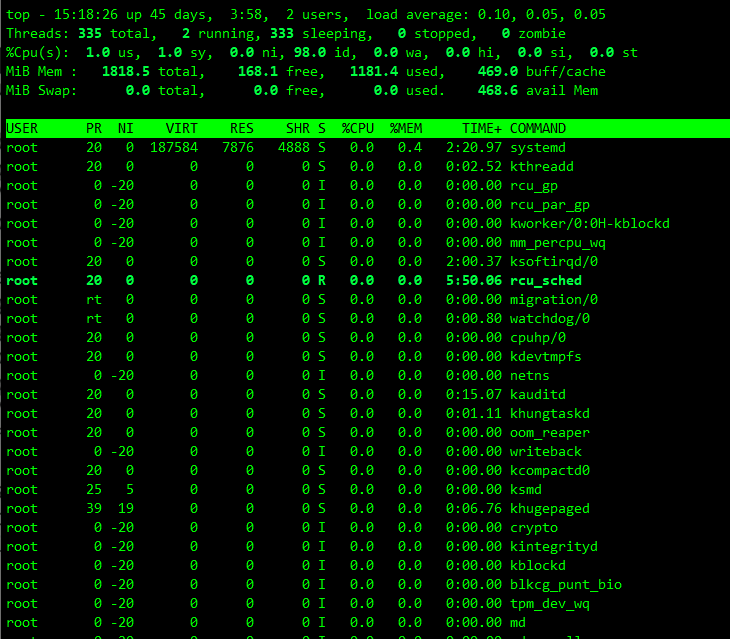 top - 15:18:26 up 45 days,  3:58,  2 users,  load average: 0.10, 0.05, 0.05
Threads: 335 total,   2 running, 333 sleeping,   0 stopped,   0 zombie
%Cpu(s):  1.0 us,  1.0 sy,  0.0 ni, 98.0 id,  0.0 wa,  0.0 hi,  0.0 si,  0.0 st
MiB Mem :   1818.5 total,    168.1 free,   1181.4 used,    469.0 buff/cache
MiB Swap:      0.0 total,      0.0 free,      0.0 used.    468.6 avail Mem
USER      PR  NI    VIRT    RES    SHR S  %CPU  %MEM     TIME+ COMMAND
root      20   0  187584   7876   4888 S   0.0   0.4   2:20.97 systemd
root      20   0       0      0      0 S   0.0   0.0   0:02.52 kthreadd
root       0 -20       0      0      0 I   0.0   0.0   0:00.00 rcu_gp
root       0 -20       0      0      0 I   0.0   0.0   0:00.00 rcu_par_gp
root       0 -20       0      0      0 I   0.0   0.0   0:00.00 kworker/0:0H-kblockd
root       0 -20       0      0      0 I   0.0   0.0   0:00.00 mm_percpu_wq
root      20   0       0      0      0 S   0.0   0.0   2:00.37 ksoftirqd/0
root      20   0       0      0      0 R   0.0   0.0   5:50.06 rcu_sched
root      rt   0       0      0      0 S   0.0   0.0   0:00.00 migration/0
root      rt   0       0      0      0 S   0.0   0.0   0:00.80 watchdog/0
root      20   0       0      0      0 S   0.0   0.0   0:00.00 cpuhp/0
root      20   0       0      0      0 S   0.0   0.0   0:00.00 kdevtmpfs
root       0 -20       0      0      0 I   0.0   0.0   0:00.00 netns
root      20   0       0      0      0 S   0.0   0.0   0:15.07 kauditd
root      20   0       0      0      0 S   0.0   0.0   0:01.11 khungtaskd
root      20   0       0      0      0 S   0.0   0.0   0:00.00 oom_reaper
root       0 -20       0      0      0 I   0.0   0.0   0:00.00 writeback
root      20   0       0      0      0 S   0.0   0.0   0:00.00 kcompactd0
root      25   5       0      0      0 S   0.0   0.0   0:00.00 ksmd
root      39  19       0      0      0 S   0.0   0.0   0:06.76 khugepaged
root       0 -20       0      0      0 I   0.0   0.0   0:00.00 crypto
root       0 -20       0      0      0 I   0.0   0.0   0:00.00 kintegrityd
root       0 -20       0      0      0 I   0.0   0.0   0:00.00 kblockd
root       0 -20       0      0      0 I   0.0   0.0   0:00.00 blkcg_punt_bio
root       0 -20       0      0      0 I   0.0   0.0   0:00.00 tpm_dev_wq
root       0 -20       0      0      0 I   0.0   0.0   0:00.00 md